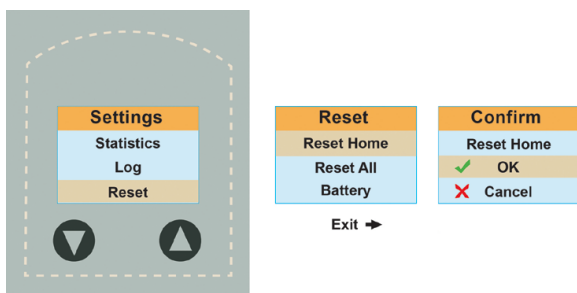 Settings
Statistics
Log
Reset
Reset
Reset Home
Reset All
Battery
Exit
Confirm
Reset Home
OK
Cancel